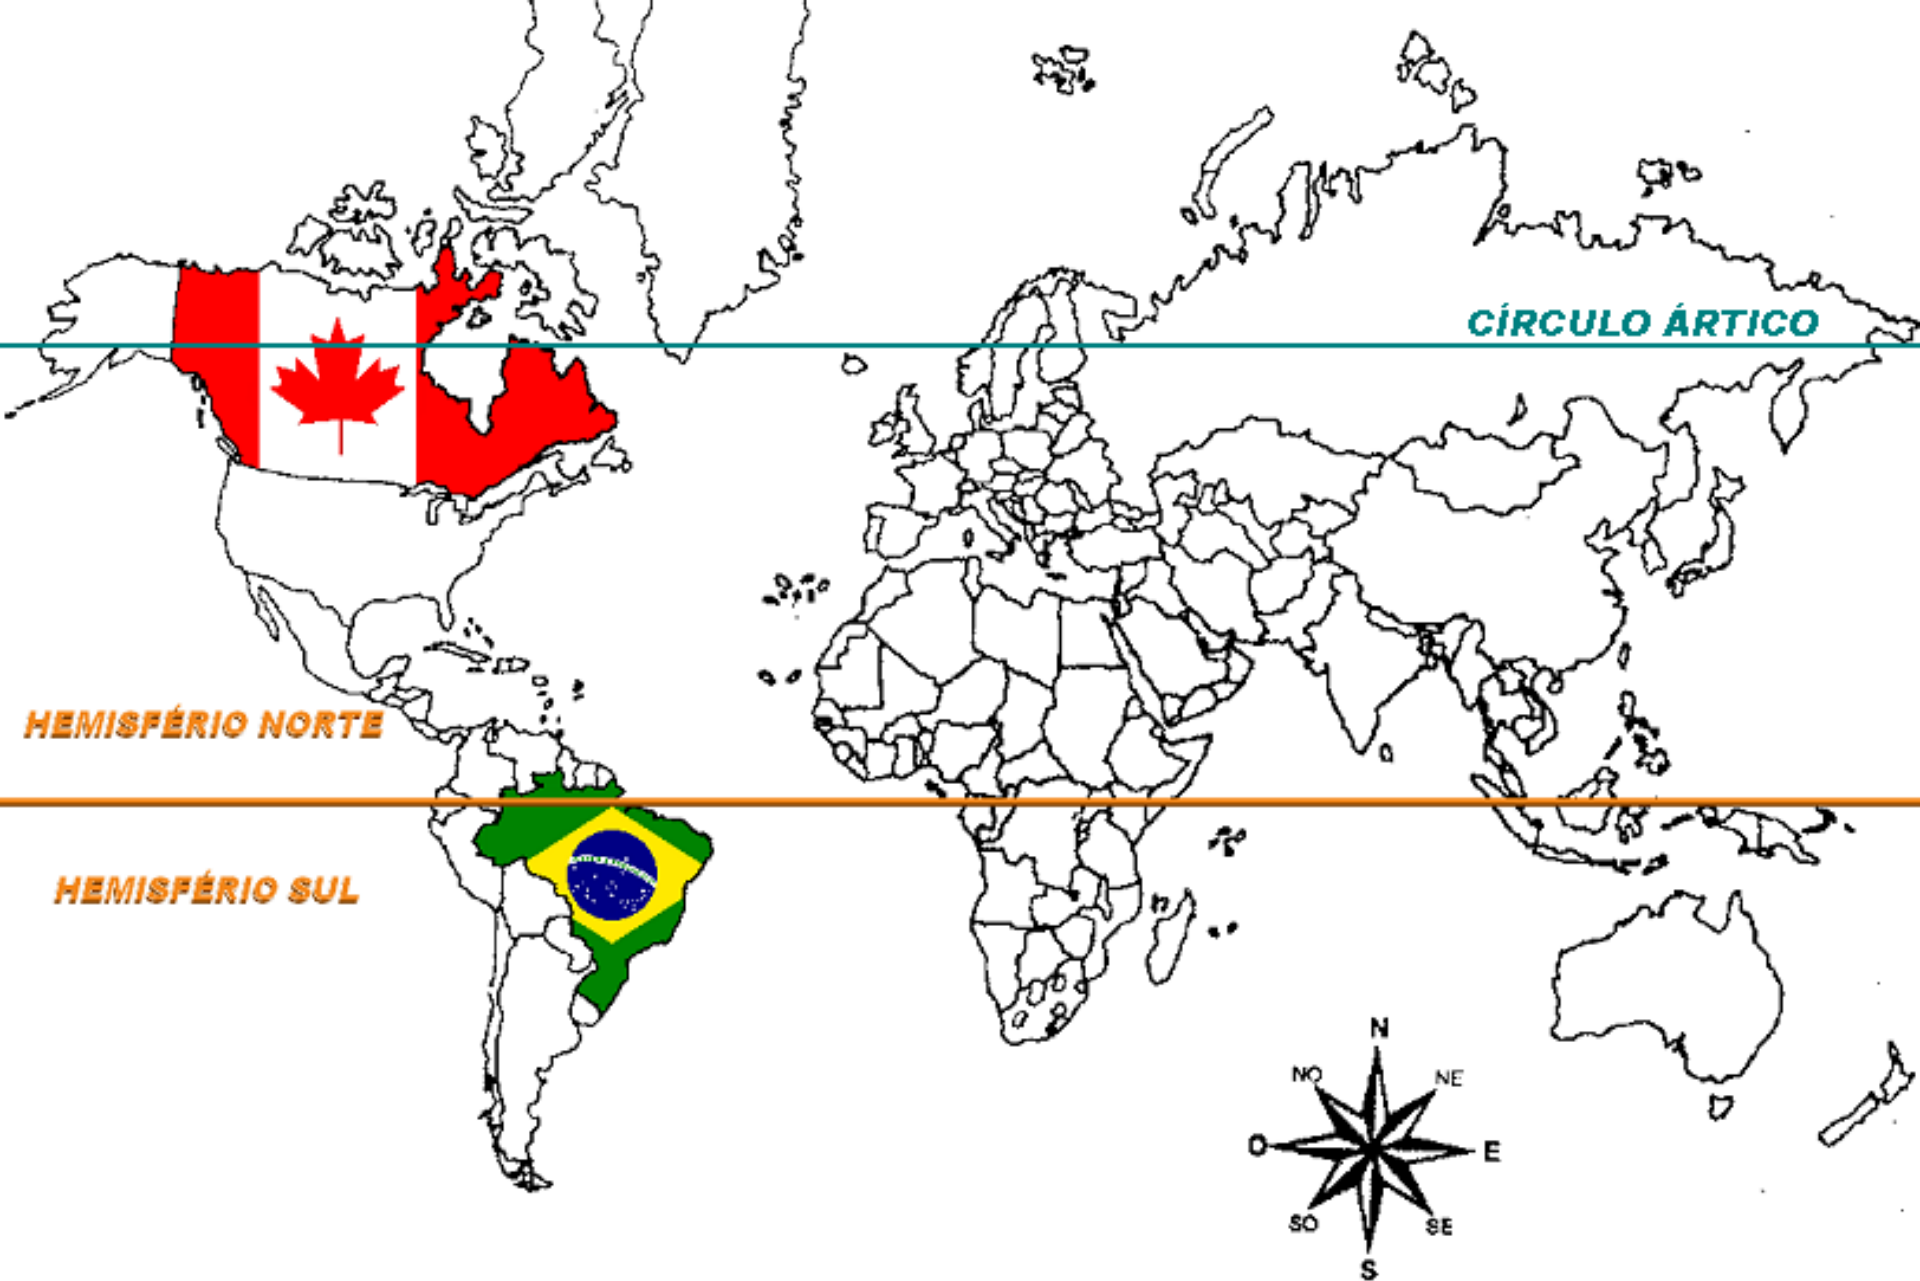 CÍRCULO ÁRTICO
HEMISFÉRIO NORTE
HEMISFÉRIO SUL
N
NO
NE
O
E
SO
SE
S